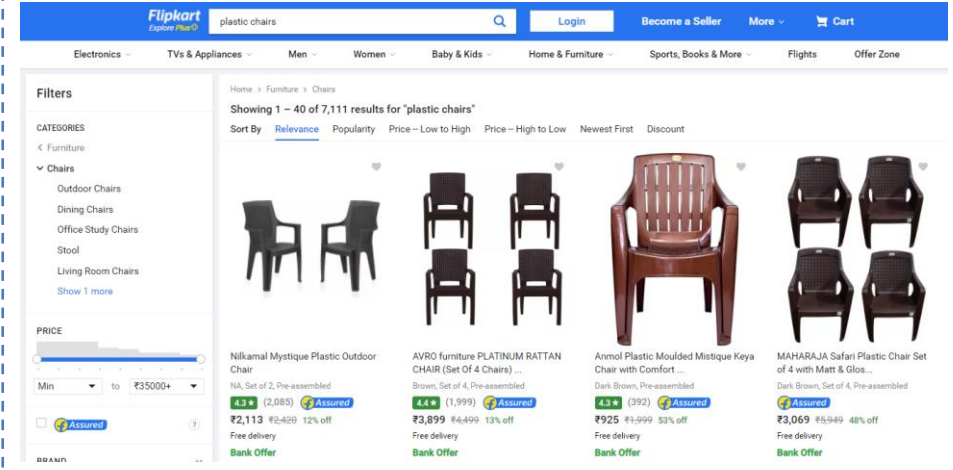 Flipkart
Explore Plus
plastic chairs
Login
Become a Seller
More
Cart
Electronics
TVs & Appliances
Men
Women
Baby & Kids
Home & Furniture
Sports, Books & More
Flights
Offer Zone
Filters
CATEGORIES
Furniture
Chairs
Outdoor Chairs
Dining Chairs
Office Study Chairs
Stool
Living Room Chairs
Show 1 more
PRICE
Min to ₹35000+
Assured ?
BRAND
Home > Furniture > Chairs
Showing 1 – 40 of 7,111 results for "plastic chairs"
Sort By Relevance Popularity Price -- Low to High Price -- High to Low Newest First Discount
Nilkamal Mystique Plastic Outdoor
Chair
NA, Set of 2, Pre-assembled
4.3★ (2,085) Assured
₹2,113 ₹2,420 12% off
Free delivery
Bank Offer
AVRO furniture PLATINUM RATTAN
CHAIR (Set Of 4 Chairs) ...
Brown, Set of 4, Pre-assembled
4.4★ (1,999) Assured
₹3,899 ₹4,499 13% off
Free delivery
Bank Offer
Anmol Plastic Moulded Mistique Keya
Chair with Comfort ...
Dark Brown, Pre-assembled
4.3★ (392) Assured
₹925 ₹1,999 53% off
Free delivery
Bank Offer
MAHARAJA Safari Plastic Chair Set
of 4 with Matt & Glos...
Dark Brown, Set of 4, Pre-assembled
Assured
₹3,069 ₹5,949 48% off
Free delivery
Bank Offer